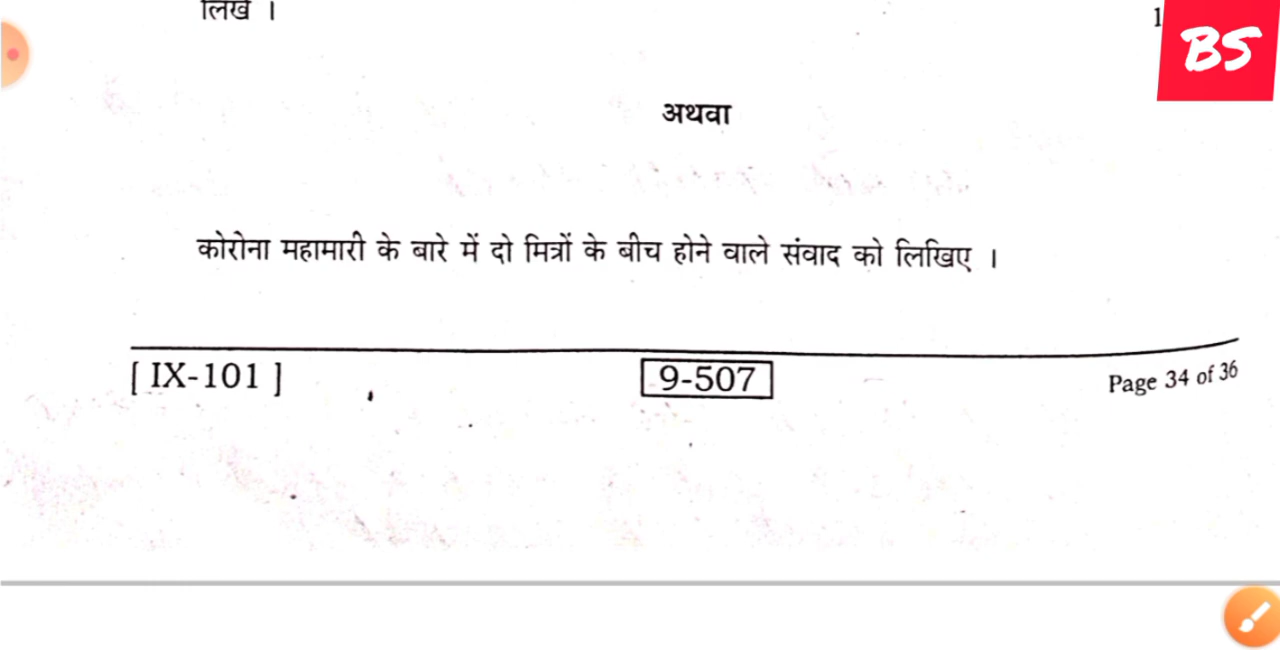 लिखें ।
1
BS
अथवा
कोरोना महामारी के बारे में दो मित्रों के बीच होने वाले संवाद को लिखिए ।
[ IX-101 ]
9-507
Page 34 of 36